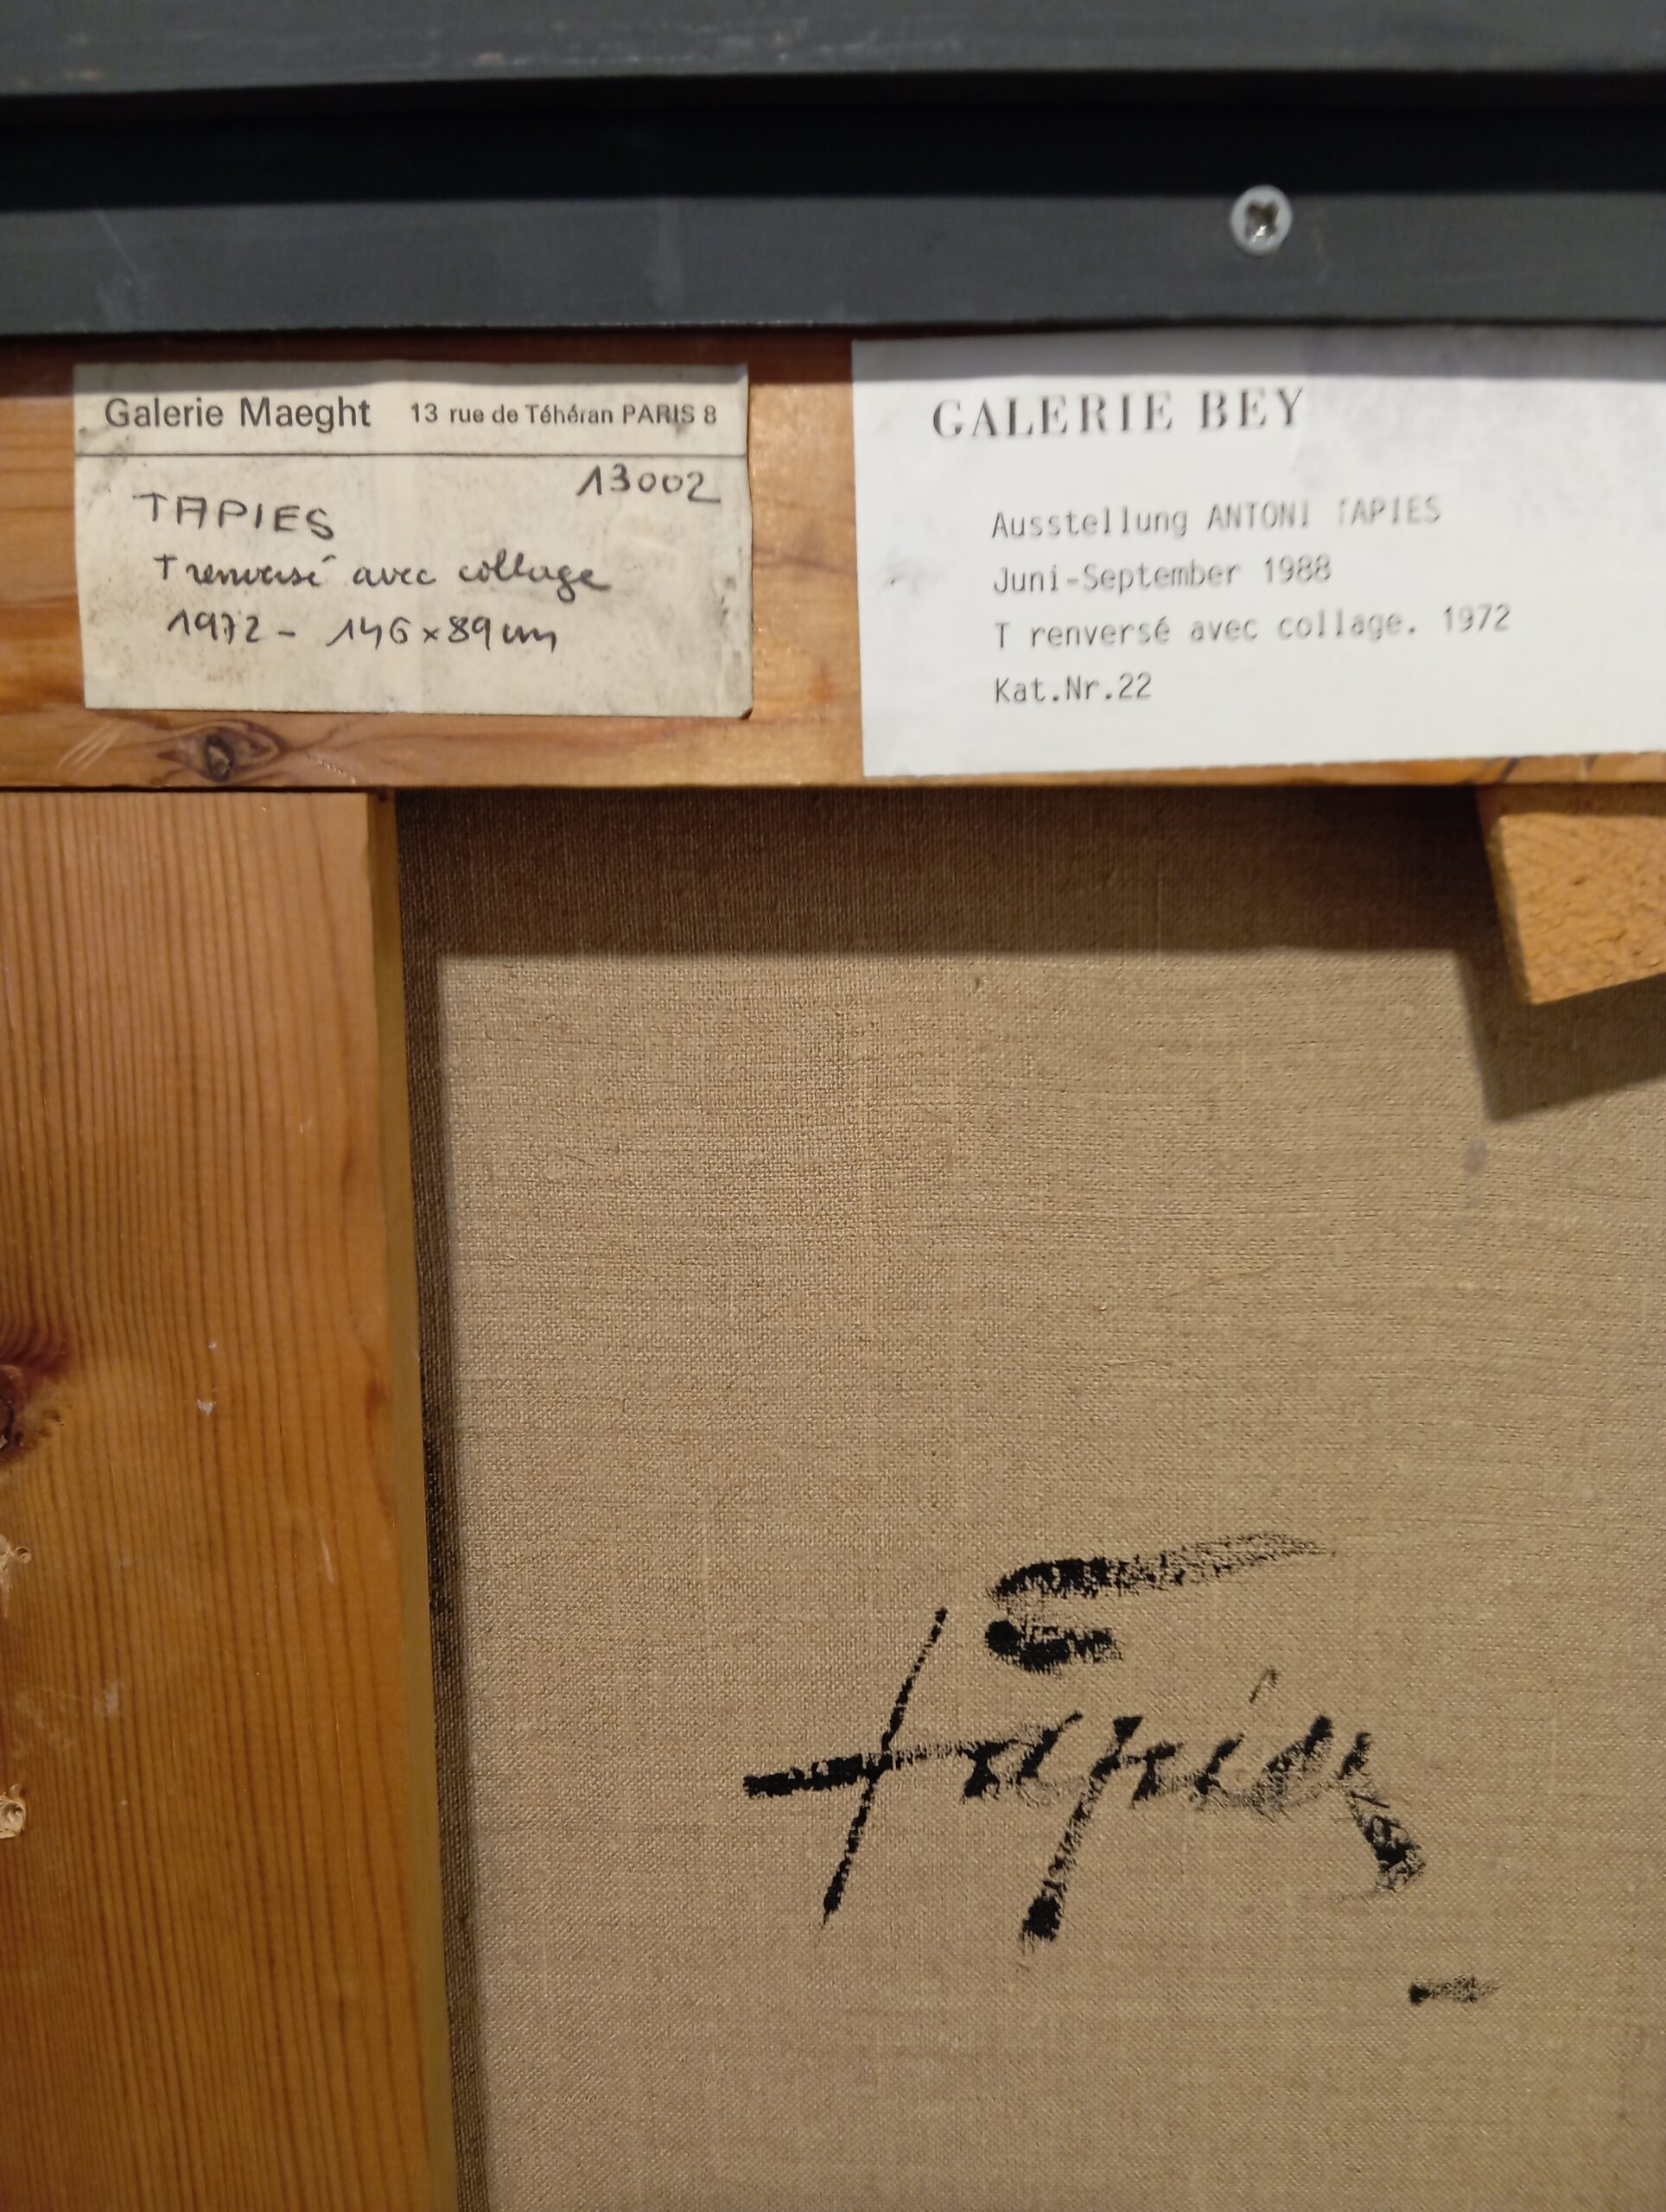 Galerie Maeght 13 rue de Téhéran PARIS 8
13002
TAPIES
T renversé avec collage
1972 - 146 x 89 cm
GALERIE BEY
Ausstellung ANTONI TAPIES
Juni-September 1988
T renversé avec collage. 1972
Kat.Nr.22
Tàpies